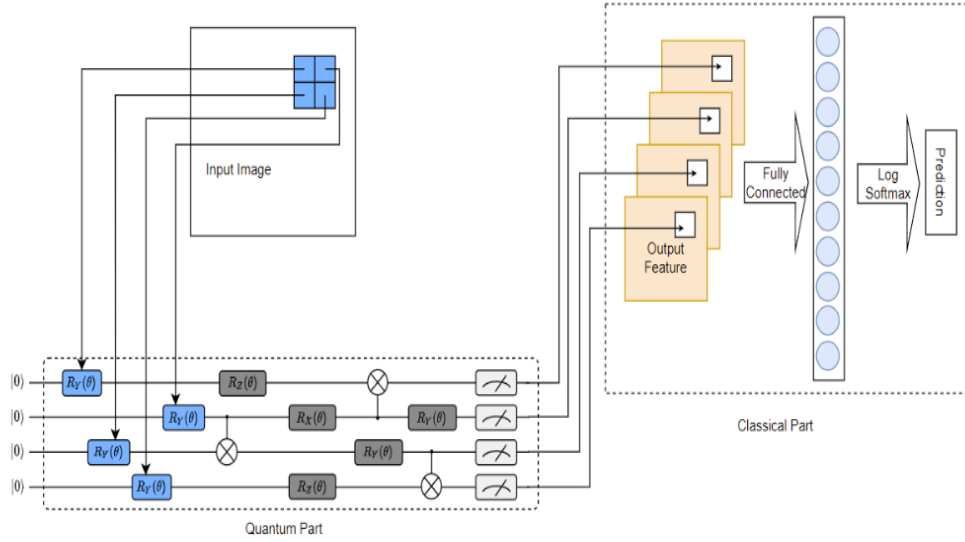 Input Image
Output
Feature
Fully
Connected
Log
Softmax
Prediction
Classical Part
|0⟩ R_Y(θ) R_Z(θ)
|0⟩ R_Y(θ) R_X(θ) R_Y(θ)
|0⟩ R_Y(θ) R_Y(θ)
|0⟩ R_Y(θ) R_Z(θ)
Quantum Part